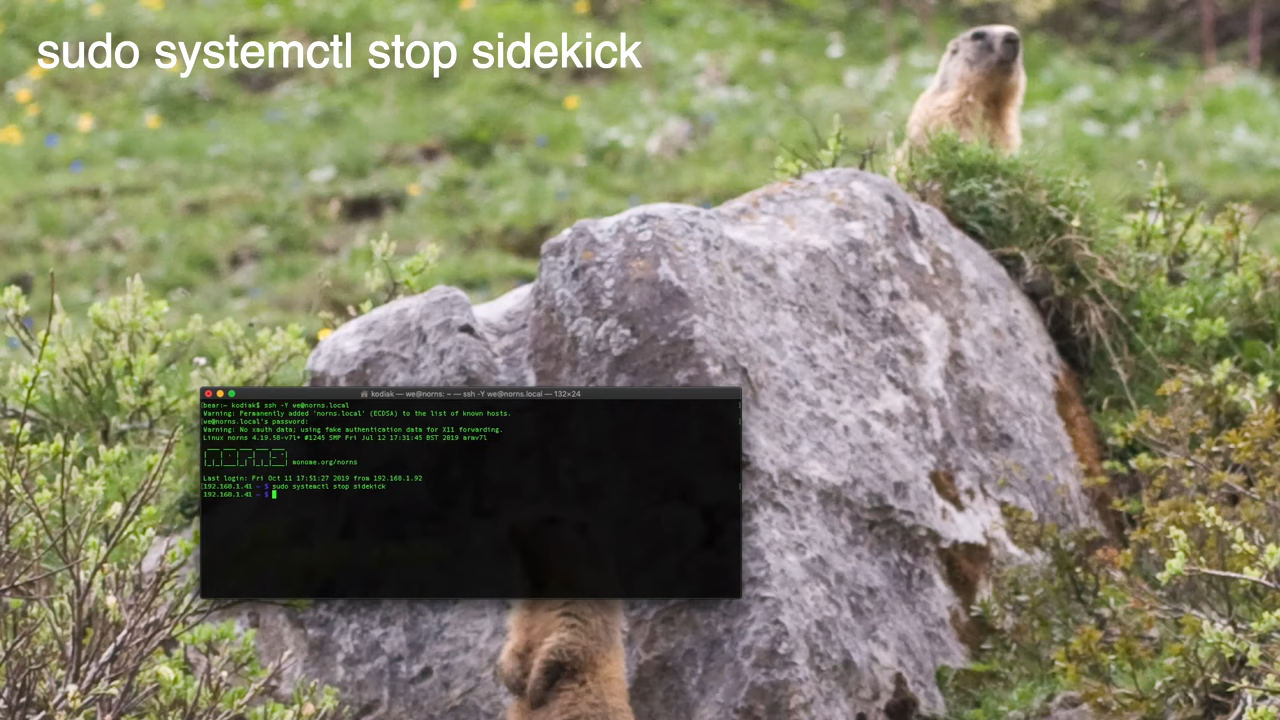 sudo systemctl stop sidekick
kodiak — we@norns: ~ — ssh -Y we@norns.local — 132×24
[bear:~ kodiak$ ssh -Y we@norns.local
Warning: Permanently added 'norns.local' (ECDSA) to the list of known hosts.
[we@norns.local's password:
Warning: No xauth data; using fake authentication data for X11 forwarding.
Linux norns 4.19.58-v7l+ #1245 SMP Fri Jul 12 17:31:45 BST 2019 armv7l
monome.org/norns
Last login: Fri Oct 11 17:51:27 2019 from 192.168.1.92
[192.168.1.41 ~ $ sudo systemctl stop sidekick
192.168.1.41 ~ $